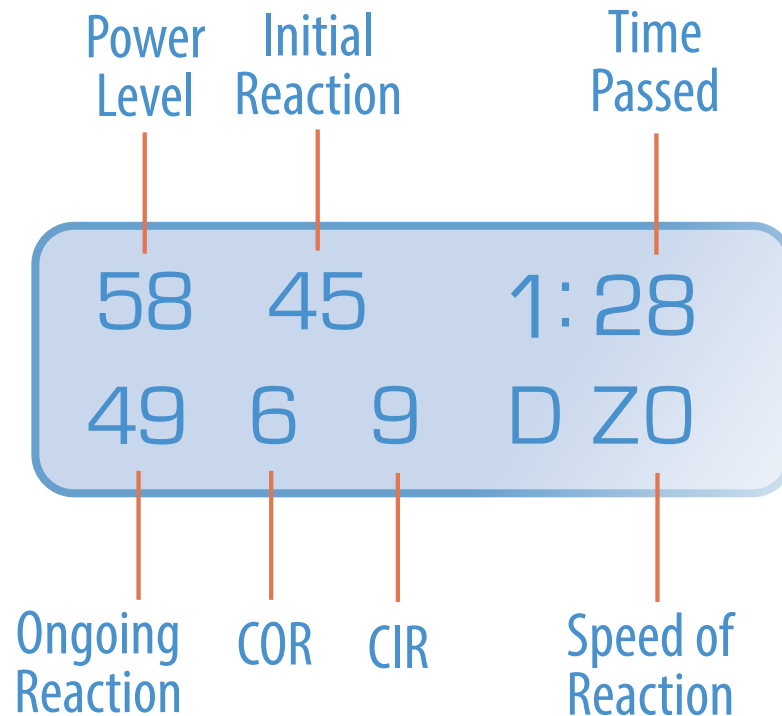 Power Level
Initial Reaction
Time Passed
58 45 1:28
49 6 9 D ZO
Ongoing Reaction
COR
CIR
Speed of Reaction